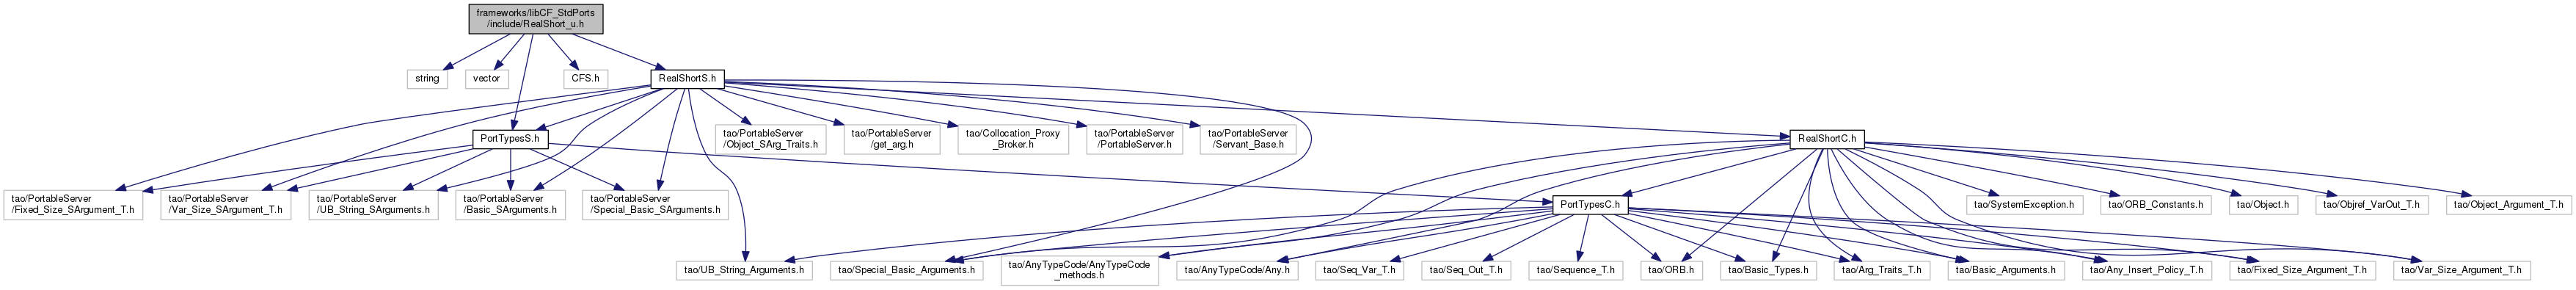 frameworks/libCF_StdPorts
/include/RealShort_u.h
string
vector
CFS.h
RealShortS.h
PortTypesS.h
tao/PortableServer
/Object_SArg_Traits.h
tao/PortableServer
/get_arg.h
tao/Collocation_Proxy
_Broker.h
tao/PortableServer
/PortableServer.h
tao/PortableServer
/Servant_Base.h
RealShortC.h
tao/PortableServer
/Fixed_Size_SArgument_T.h
tao/PortableServer
/Var_Size_SArgument_T.h
tao/PortableServer
/UB_String_SArguments.h
tao/PortableServer
/Basic_SArguments.h
tao/PortableServer
/Special_Basic_SArguments.h
PortTypesC.h
tao/SystemException.h
tao/ORB_Constants.h
tao/Object.h
tao/Objref_VarOut_T.h
tao/Object_Argument_T.h
tao/UB_String_Arguments.h
tao/Special_Basic_Arguments.h
tao/AnyTypeCode/AnyTypeCode
_methods.h
tao/AnyTypeCode/Any.h
tao/Seq_Var_T.h
tao/Seq_Out_T.h
tao/Sequence_T.h
tao/ORB.h
tao/Basic_Types.h
tao/Arg_Traits_T.h
tao/Basic_Arguments.h
tao/Any_Insert_Policy_T.h
tao/Fixed_Size_Argument_T.h
tao/Var_Size_Argument_T.h